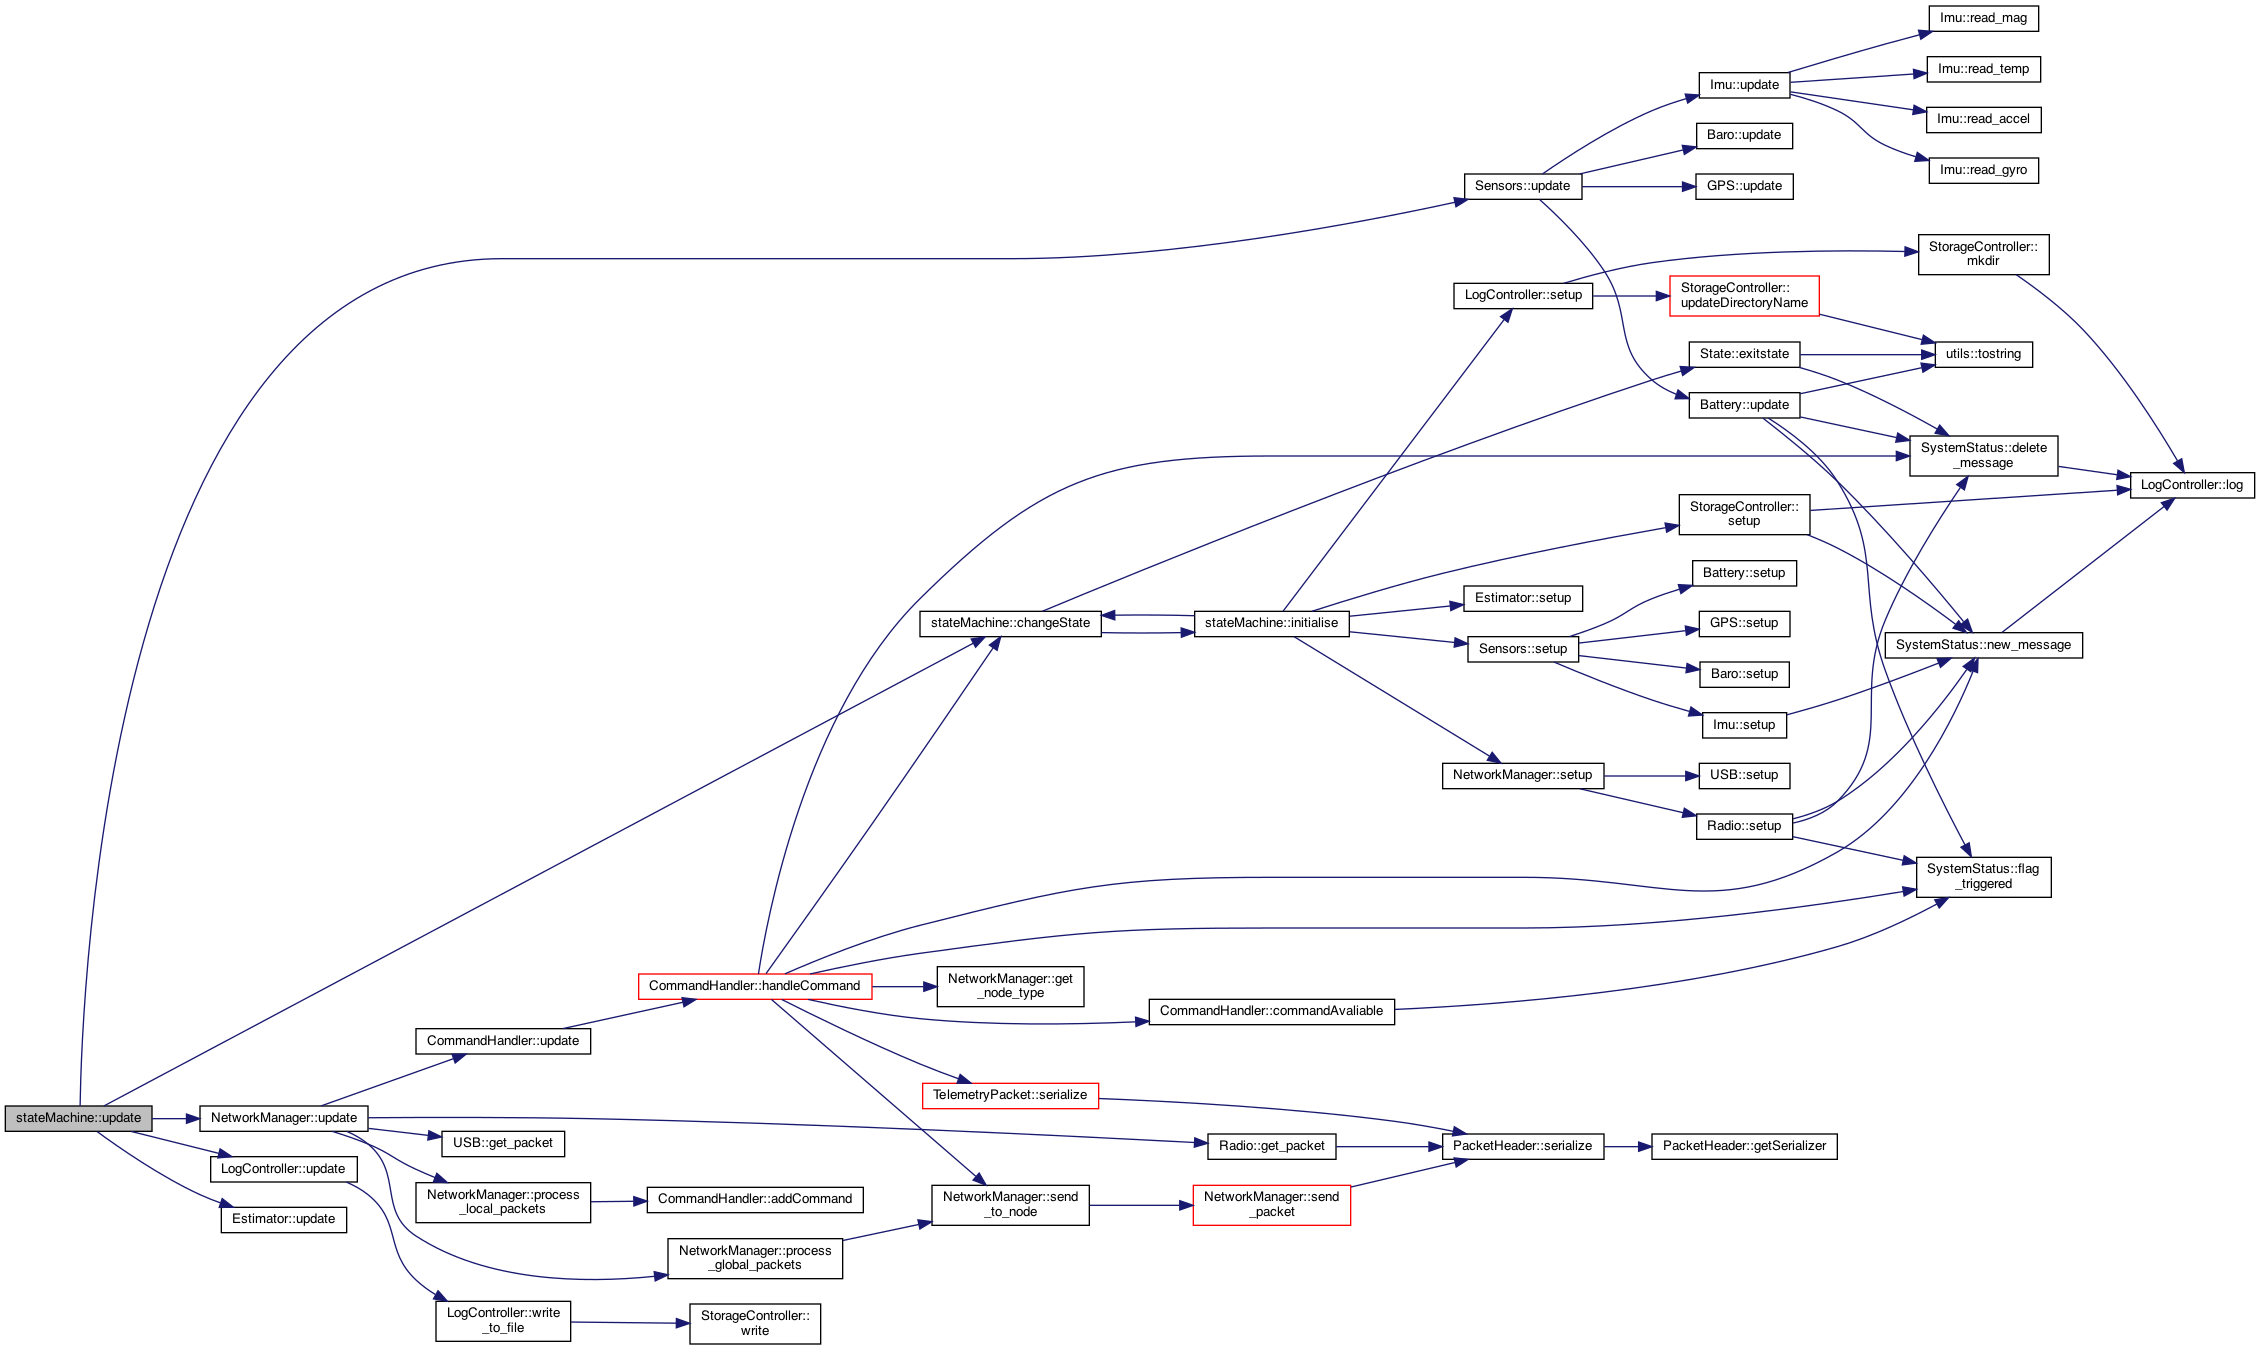 Imu::read_mag
Imu::read_temp
Imu::update
Imu::read_accel
Baro::update
Imu::read_gyro
Sensors::update
GPS::update
StorageController::
mkdir
LogController::setup
StorageController::
updateDirectoryName
State::exitstate
utils::tostring
Battery::update
SystemStatus::delete
_message
LogController::log
StorageController::
setup
Battery::setup
Estimator::setup
stateMachine::changeState
stateMachine::initialise
GPS::setup
Sensors::setup
SystemStatus::new_message
Baro::setup
Imu::setup
NetworkManager::setup
USB::setup
Radio::setup
SystemStatus::flag
_triggered
CommandHandler::handleCommand
NetworkManager::get
_node_type
CommandHandler::commandAvaliable
CommandHandler::update
TelemetryPacket::serialize
stateMachine::update
NetworkManager::update
USB::get_packet
Radio::get_packet
PacketHeader::serialize
PacketHeader::getSerializer
LogController::update
NetworkManager::process
_local_packets
CommandHandler::addCommand
NetworkManager::send
_to_node
NetworkManager::send
_packet
Estimator::update
NetworkManager::process
_global_packets
LogController::write
_to_file
StorageController::
write